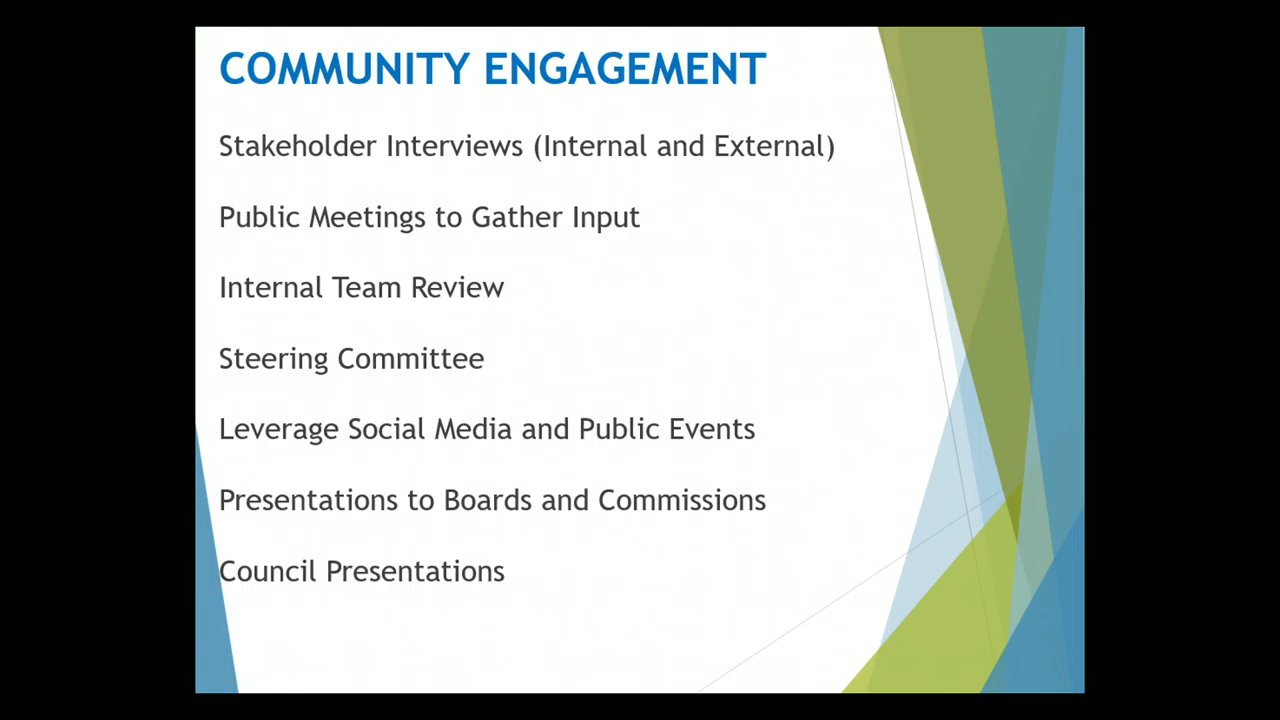 COMMUNITY ENGAGEMENT
Stakeholder Interviews (Internal and External)
Public Meetings to Gather Input
Internal Team Review
Steering Committee
Leverage Social Media and Public Events
Presentations to Boards and Commissions
Council Presentations